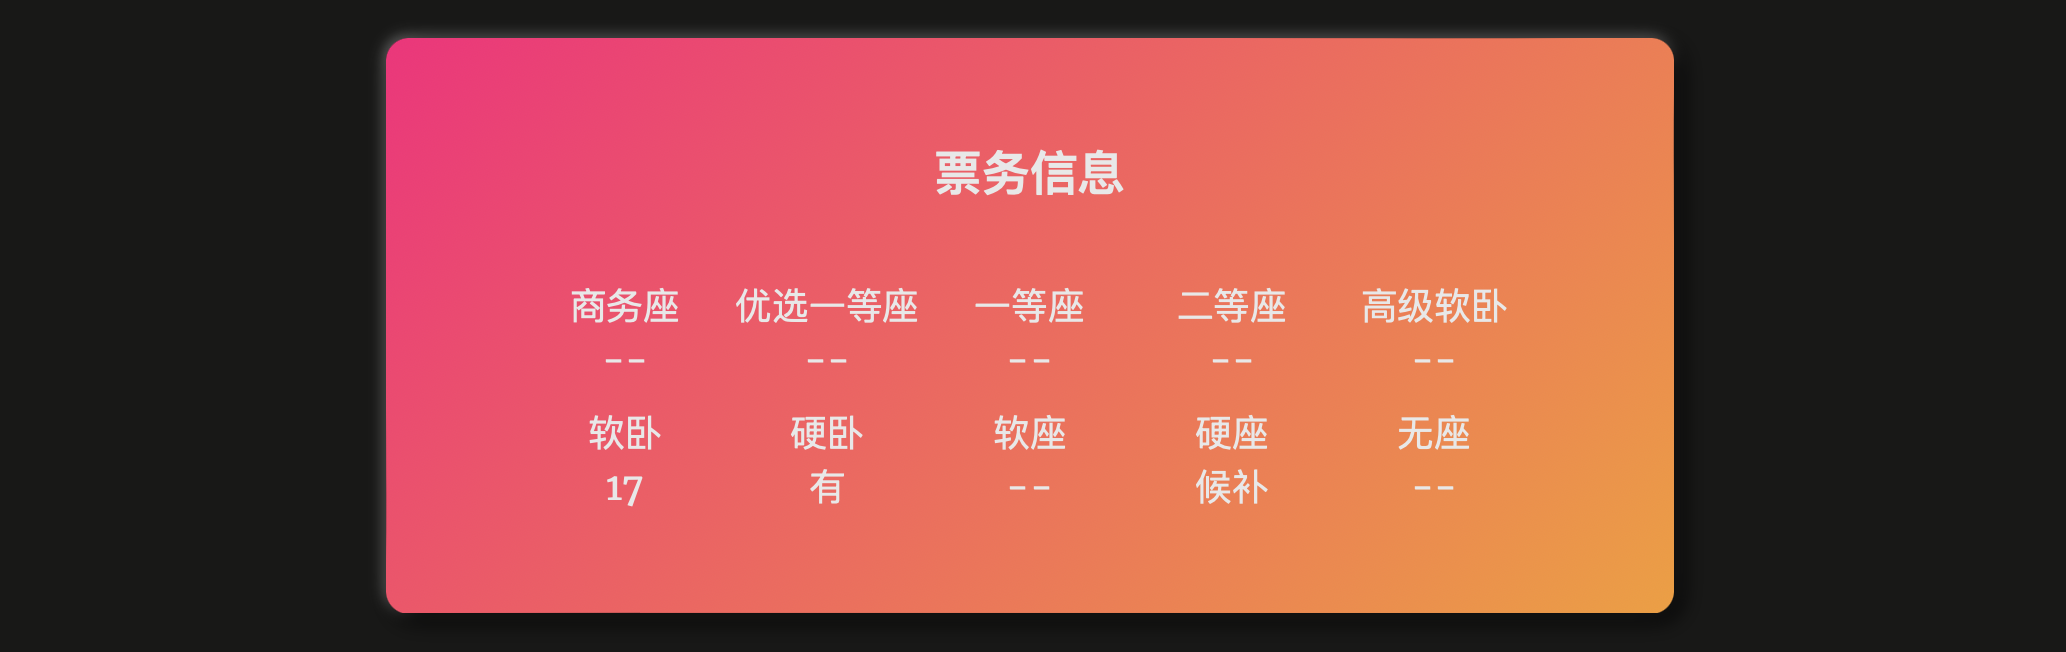 票务信息
商务座 优选一等座 一等座 二等座 高级软卧
-- -- -- -- --
软卧 硬卧 软座 硬座 无座
17 有 -- 候补 --